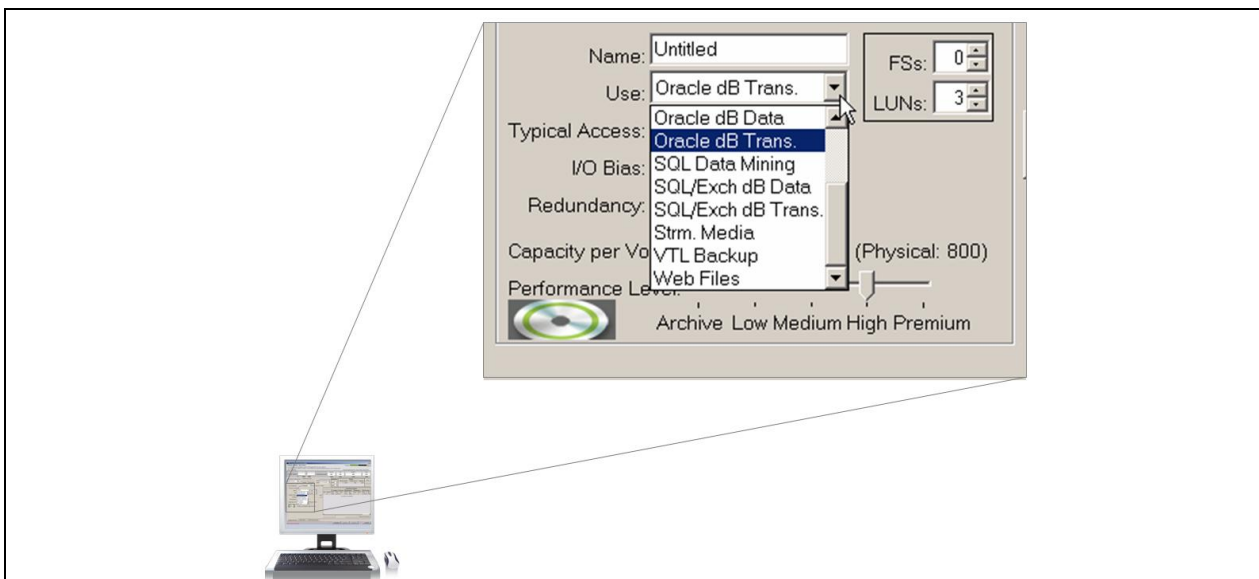 Name: Untitled
FSs: 0
Use: Oracle dB Trans.
LUNs: 3
Oracle dB Data
Typical Access:
Oracle dB Trans.
I/O Bias:
SQL Data Mining
SQL/Exch dB Data
Redundancy:
SQL/Exch dB Trans.
Strm. Media
Capacity per Vo
VTL Backup
(Physical: 800)
Web Files
Performance Level:
Archive Low Medium High Premium